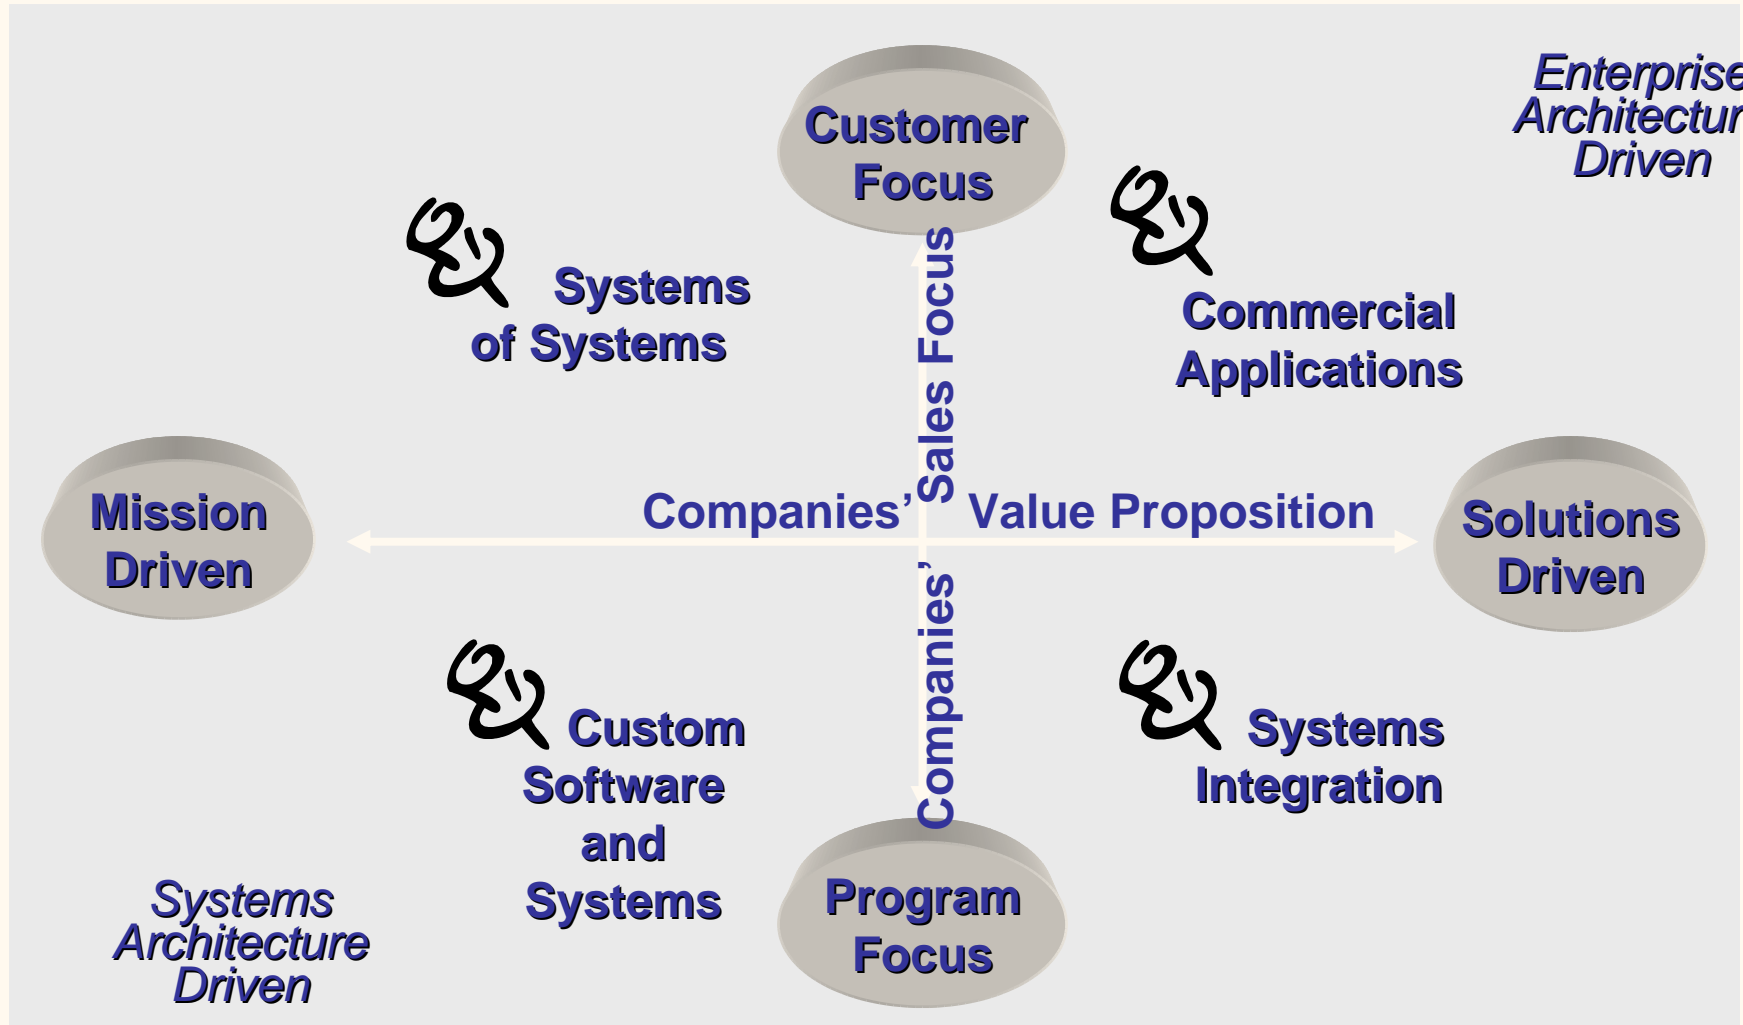 Customer
Focus
Enterprise
Architectur
Driven
Systems
of Systems
Commercial
Applications
Companies' Sales Focus
Mission
Driven
Companies' Value Proposition
Solutions
Driven
Custom
Software
and
Systems
Systems
Integration
Systems
Architecture
Driven
Program
Focus